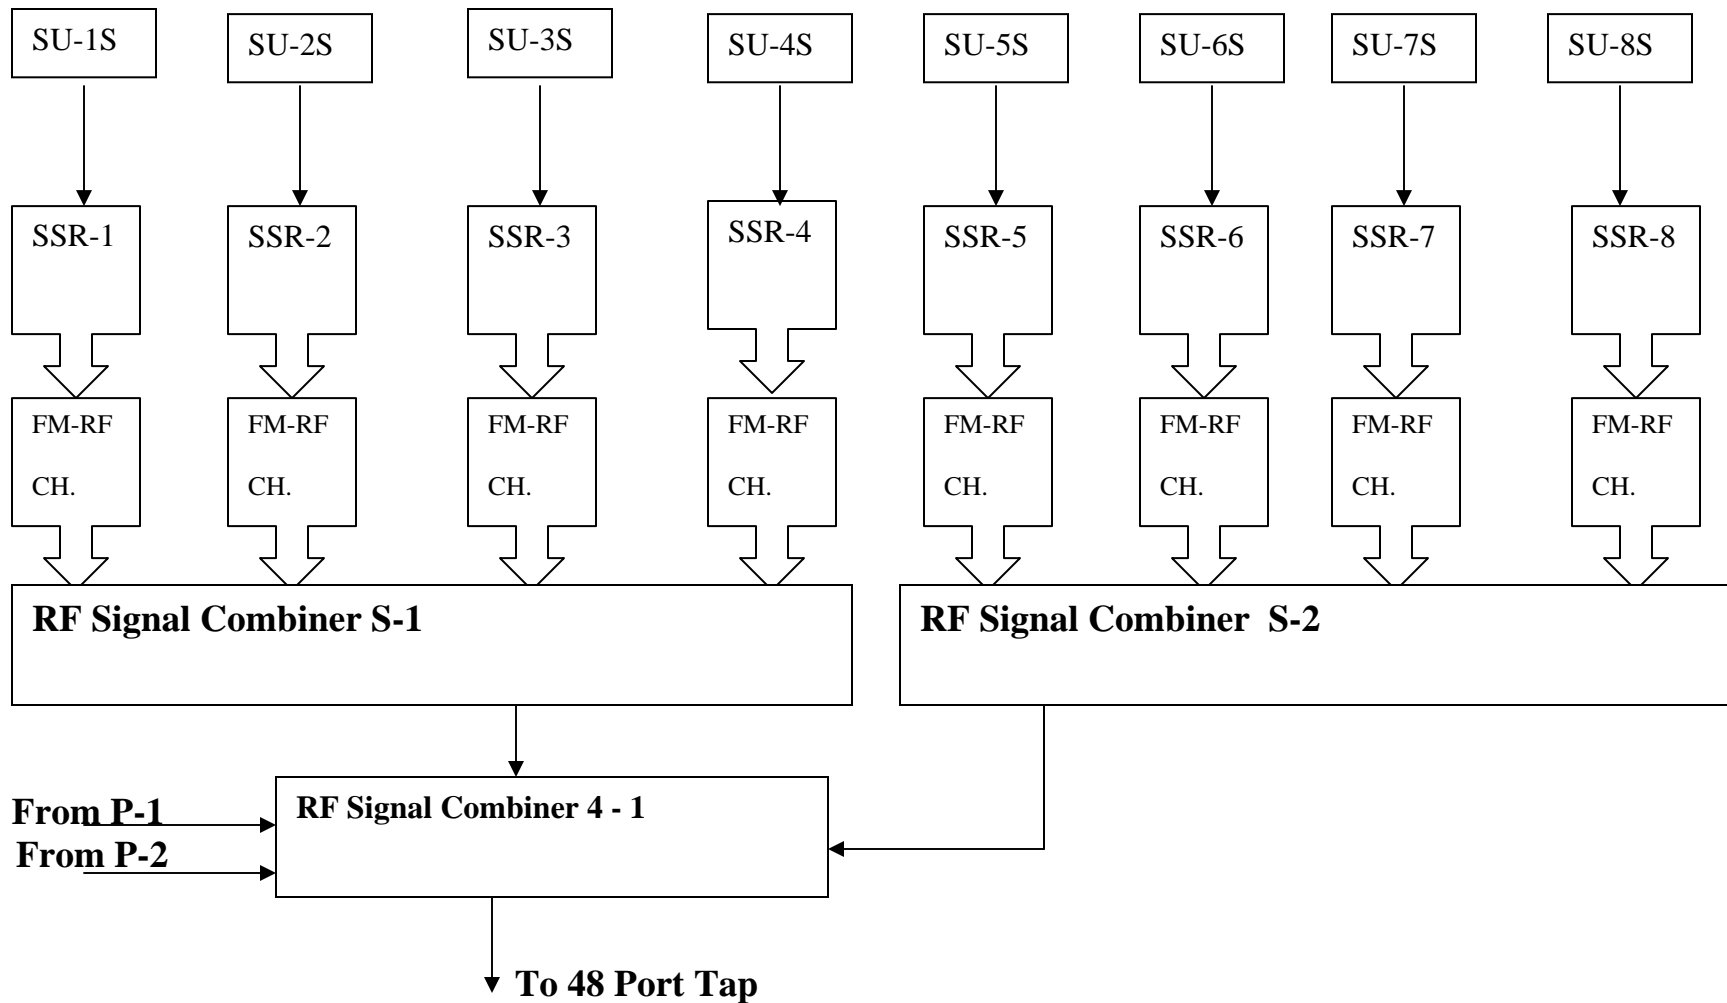 SU-1S
SU-2S
SU-3S
SU-4S
SU-5S
SU-6S
SU-7S
SU-8S
SSR-1
SSR-2
SSR-3
SSR-4
SSR-5
SSR-6
SSR-7
SSR-8
FM-RF
CH.
FM-RF
CH.
FM-RF
CH.
FM-RF
CH.
FM-RF
CH.
FM-RF
CH.
FM-RF
CH.
FM-RF
CH.
RF Signal Combiner S-1
RF Signal Combiner  S-2
From P-1
From P-2
RF Signal Combiner 4 - 1
To 48 Port Tap